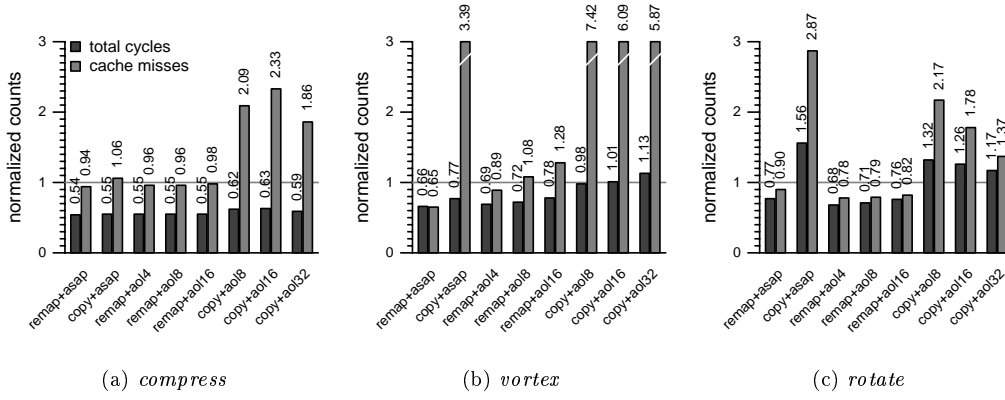 normalized counts
3
2
1
0
total cycles
cache misses
0.54
0.94
0.55
1.06
0.55
0.96
0.55
0.96
0.55
0.98
0.62
2.09
0.63
2.33
0.59
1.86
remap+asap
copy+asap
remap+aol4
remap+aol8
remap+aol16
copy+aol8
copy+aol16
copy+aol32
(a) compress
normalized counts
3
2
1
0
0.66
0.65
0.77
3.39
0.69
0.89
0.72
1.08
0.78
1.28
0.98
7.42
1.01
6.09
1.13
5.87
remap+asap
copy+asap
remap+aol4
remap+aol8
remap+aol16
copy+aol8
copy+aol16
copy+aol32
(b) vortex
normalized counts
3
2
1
0
0.77
0.90
1.56
2.87
0.68
0.78
0.71
0.79
0.76
0.82
1.32
2.17
1.26
1.78
1.17
1.37
remap+asap
copy+asap
remap+aol4
remap+aol8
remap+aol16
copy+aol8
copy+aol16
copy+aol32
(c) rotate